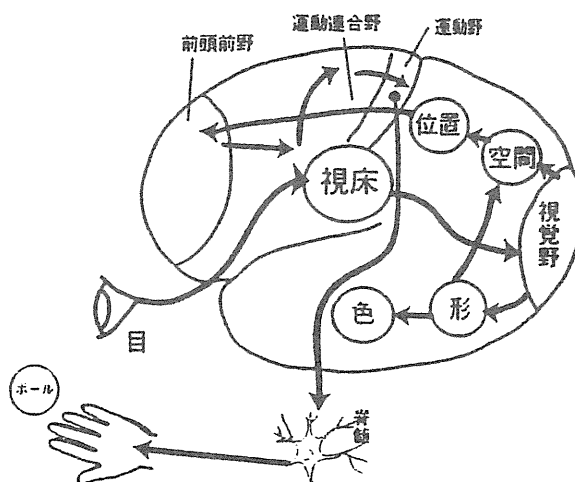 運動連合野
運動野
前頭前野
位置
空間
視床
視覚野
色
形
目
ボール
脊髄